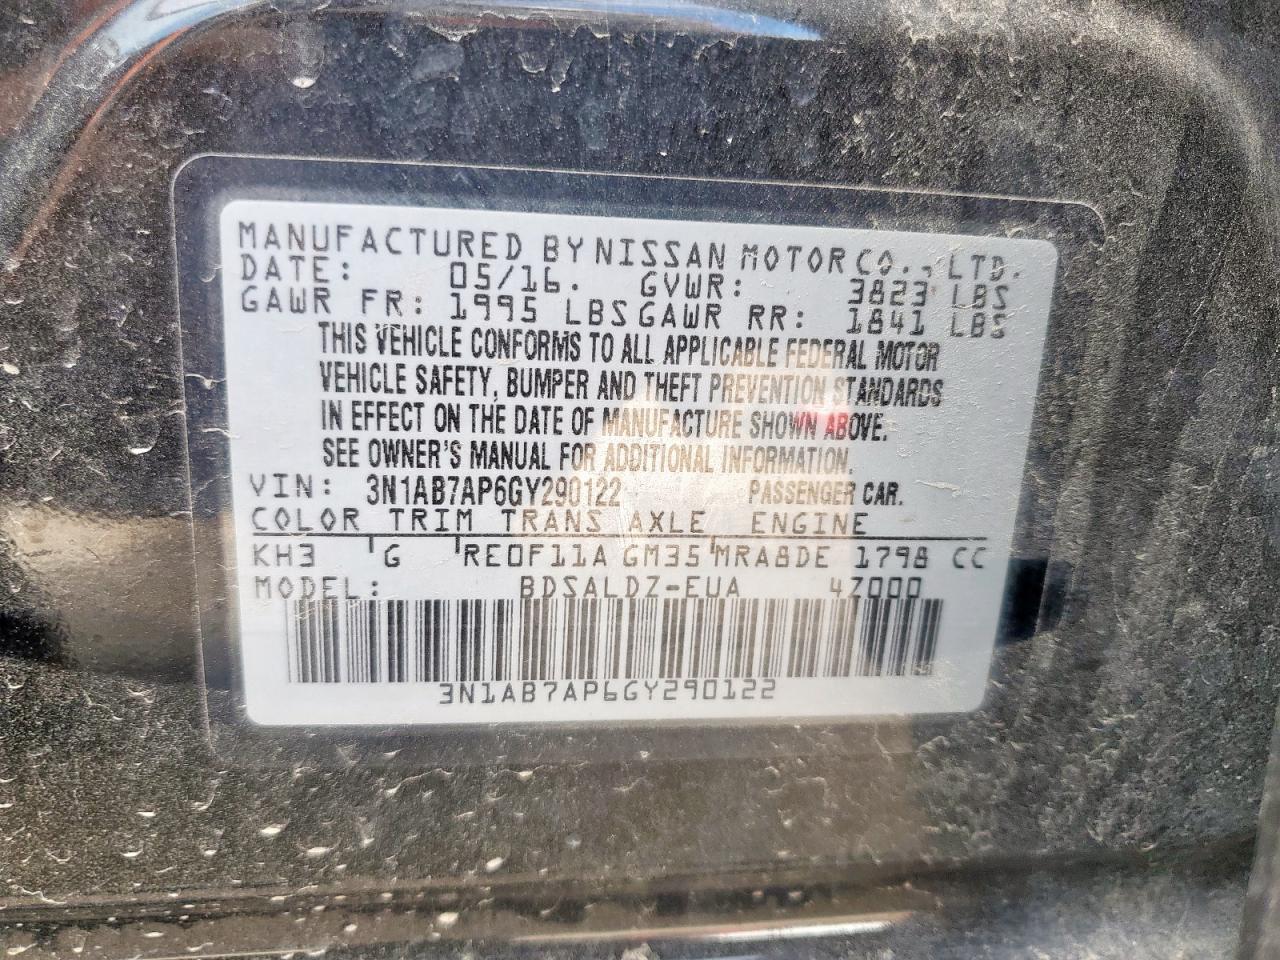 MANUFACTURED BY NISSAN MOTOR CO., LTD.
DATE: 05/16. GVWR: 3823 LBS
GAWR FR: 1995 LBS GAWR RR: 1841 LBS
THIS VEHICLE CONFORMS TO ALL APPLICABLE FEDERAL MOTOR
VEHICLE SAFETY, BUMPER AND THEFT PREVENTION STANDARDS
IN EFFECT ON THE DATE OF MANUFACTURE SHOWN ABOVE.
SEE OWNER'S MANUAL FOR ADDITIONAL INFORMATION.
VIN: 3N1AB7AP6GY290122 PASSENGER CAR.
COLOR TRIM TRANS AXLE ENGINE
KH3 G RE0F11A GM35 MRA8DE 1798 CC
MODEL: BDSALDZ-EUA 4Z000
3N1AB7AP6GY290122